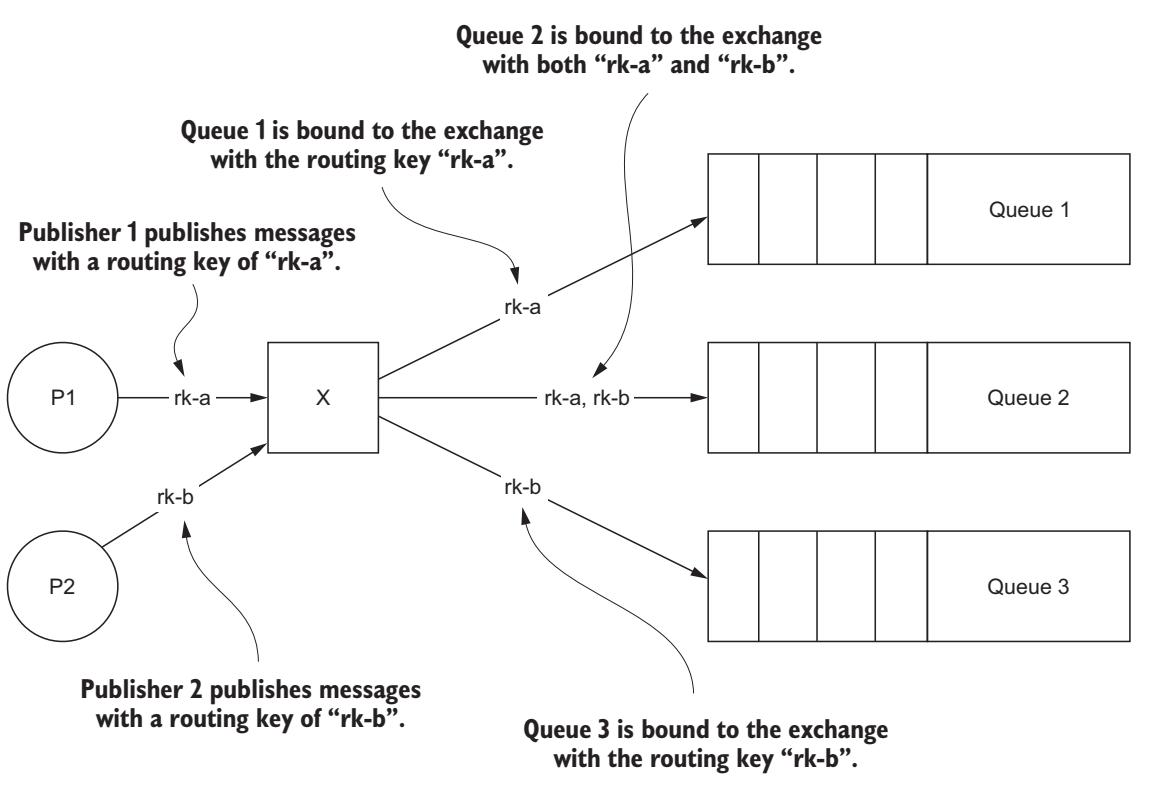 Queue 2 is bound to the exchange
with both “rk-a” and “rk-b”.
Queue 1 is bound to the exchange
with the routing key “rk-a”.
Publisher 1 publishes messages
with a routing key of “rk-a”.
Queue 1
rk-a
P1
rk-a
X
rk-a, rk-b
Queue 2
rk-b
rk-b
P2
Queue 3
Publisher 2 publishes messages
with a routing key of “rk-b”.
Queue 3 is bound to the exchange
with the routing key “rk-b”.